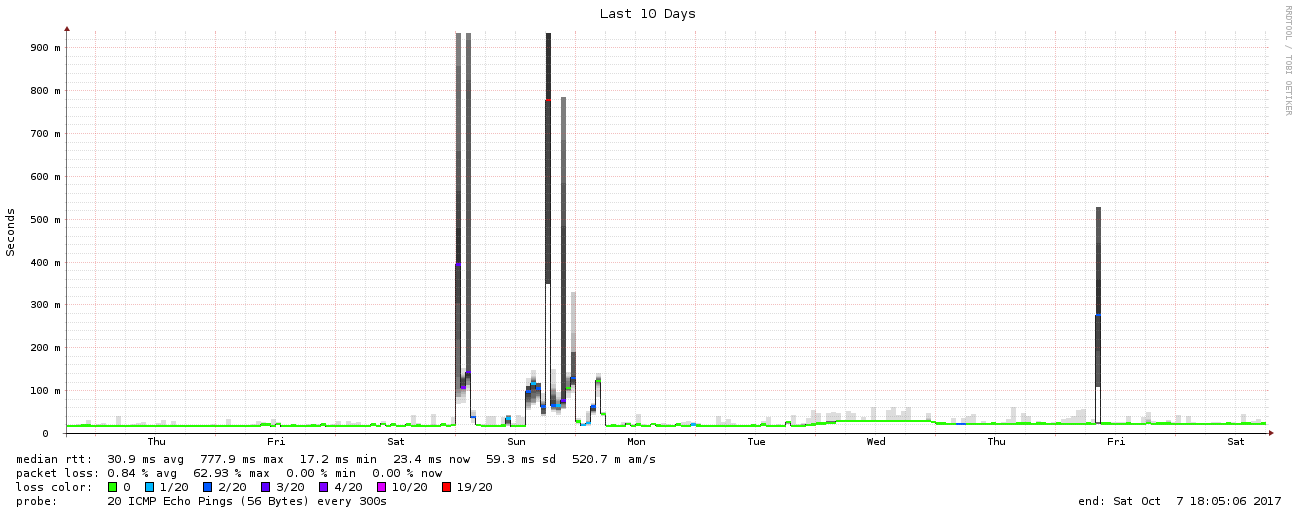 Last 10 Days
RRDTOOL / TOBI OETIKER
Seconds
900 m
800 m
700 m
600 m
500 m
400 m
300 m
200 m
100 m
0
Thu Fri Sat Sun Mon Tue Wed Thu Fri Sat
median rtt: 30.9 ms avg 777.9 ms max 17.2 ms min 23.4 ms now 59.3 ms sd 520.7 m am/s
packet loss: 0.84 % avg 62.93 % max 0.00 % min 0.00 % now
loss color: 0 1/20 2/20 3/20 4/20 10/20 19/20
probe: 20 ICMP Echo Pings (56 Bytes) every 300s end: Sat Oct 7 18:05:06 2017